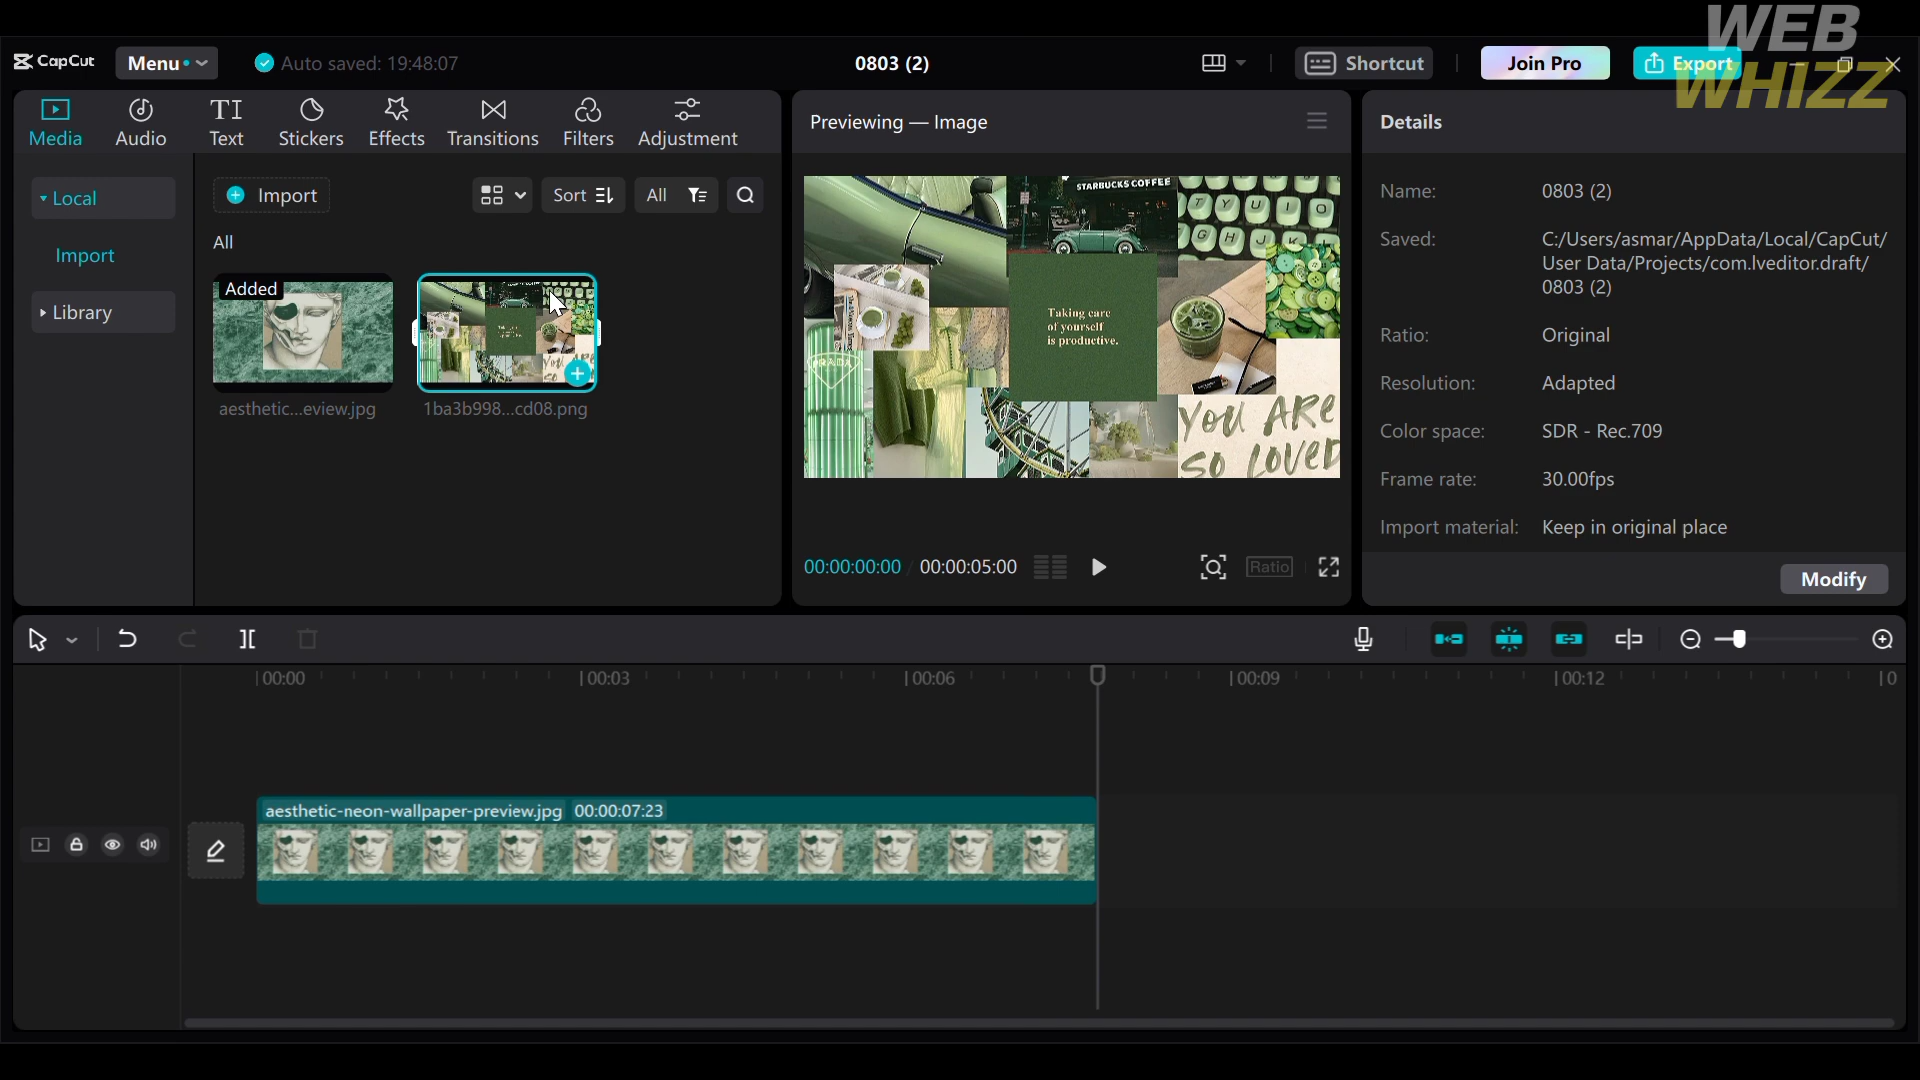 WEB
WHIZZ
CapCut
Menu
Auto saved: 19:48:07
0803 (2)
Shortcut
Join Pro
Export
Media
Audio
TI
Text
Stickers
Effects
Transitions
Filters
Adjustment
Local
Import
Library
Import
Sort
All
All
Added
aesthetic...eview.jpg
1ba3b998...cd08.png
Previewing — Image
STARBUCKS COFFEE
T Y U I O
G H J K
PRADA
Taking care
of yourself
is productive.
YOU ARE
SO LOVED
00:00:00:00 / 00:00:05:00
Ratio
Details
Name: 0803 (2)
Saved: C:/Users/asmar/AppData/Local/CapCut/
User Data/Projects/com.lveditor.draft/
0803 (2)
Ratio: Original
Resolution: Adapted
Color space: SDR - Rec.709
Frame rate: 30.00fps
Import material: Keep in original place
Modify
00:00 00:03 00:06 00:09 00:12 0
aesthetic-neon-wallpaper-preview.jpg 00:00:07:23